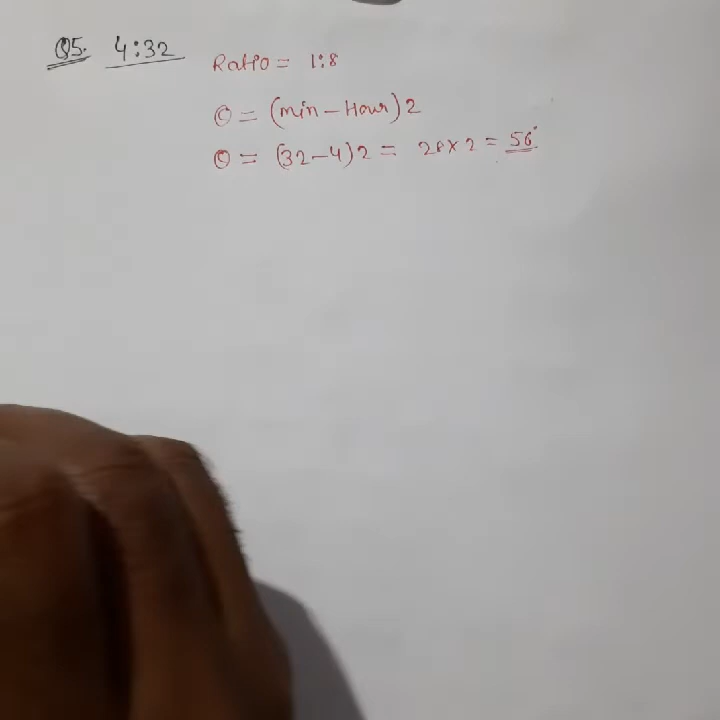 Q5. 4:32
Ratio = 1:8
θ = (min - Hour) 2
θ = (32-4)2 = 28 x 2 = 56°